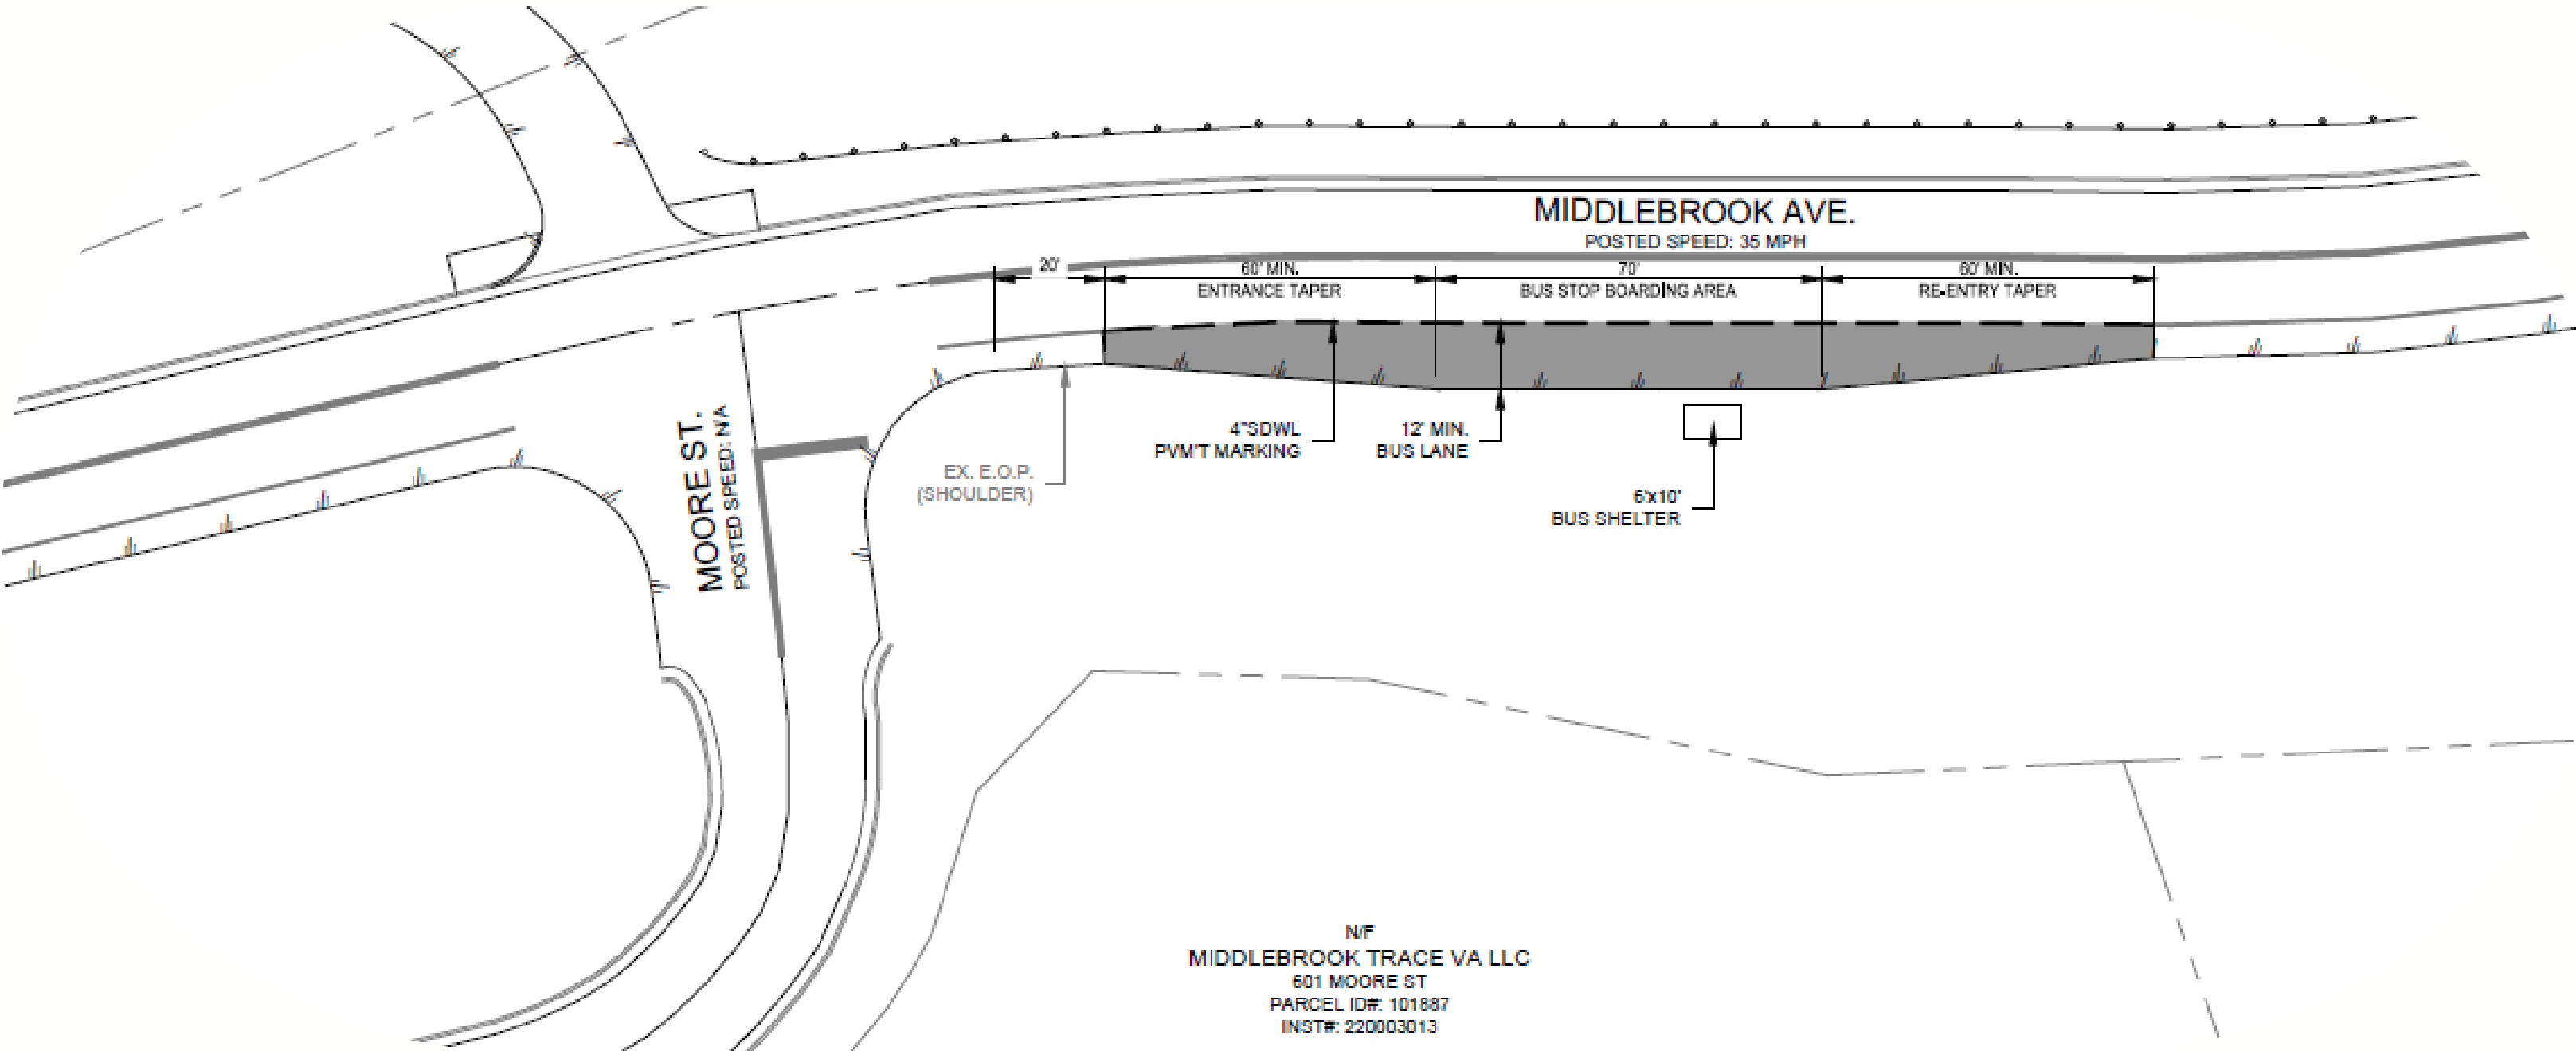 MIDDLEBROOK AVE.
POSTED SPEED: 35 MPH
20'
60' MIN.
ENTRANCE TAPER
70'
BUS STOP BOARDING AREA
60' MIN.
RE-ENTRY TAPER
MOORE ST.
POSTED SPEED: N/A
EX. E.O.P.
(SHOULDER)
4"SDWL
PVM'T MARKING
12' MIN.
BUS LANE
6'x10'
BUS SHELTER
N/F
MIDDLEBROOK TRACE VA LLC
601 MOORE ST
PARCEL ID#: 101887
INST#: 220003013